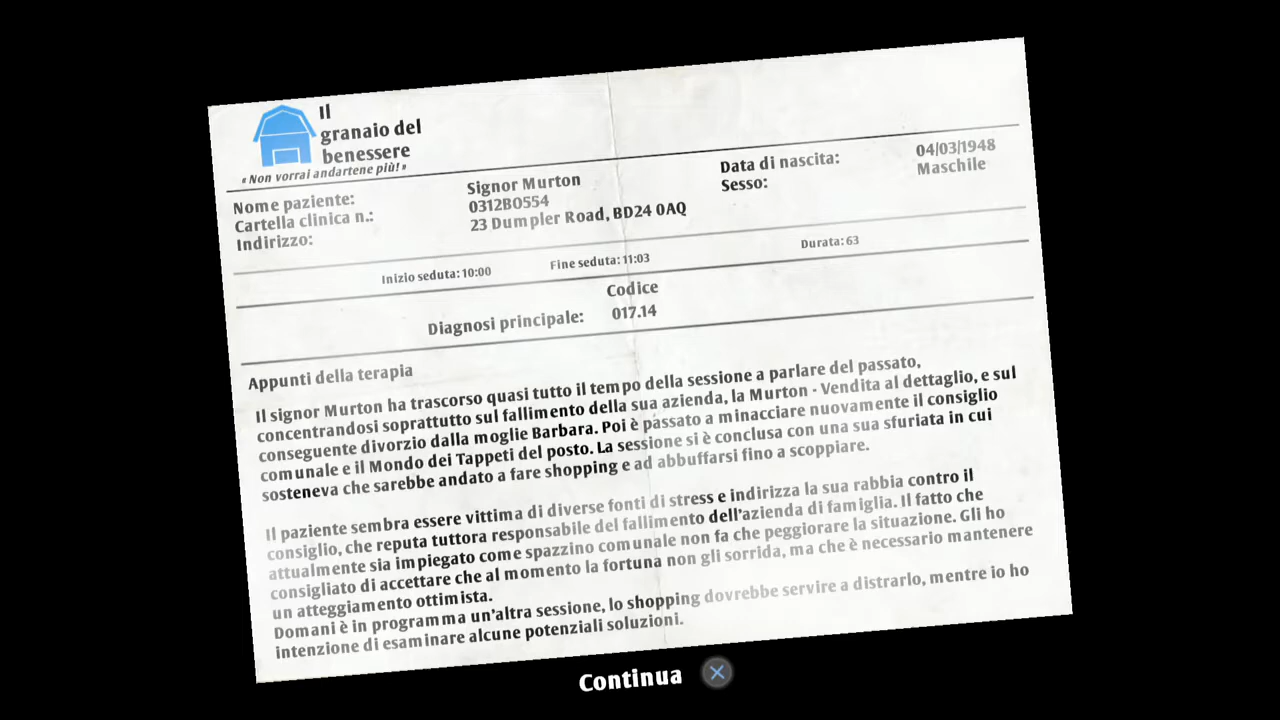 Il
granaio del
benessere
«Non vorrai andartene più!»
Nome paziente: Signor Murton
Cartella clinica n.: 0312B0554
Indirizzo: 23 Dumpler Road, BD24 0AQ
Data di nascita: 04/03/1948
Sesso: Maschile
Inizio seduta: 10:00 Fine seduta: 11:03 Durata: 63
Codice
Diagnosi principale: 017.14
Appunti della terapia
Il signor Murton ha trascorso quasi tutto il tempo della sessione a parlare del passato,
concentrandosi soprattutto sul fallimento della sua azienda, la Murton - Vendita al dettaglio, e sul
conseguente divorzio dalla moglie Barbara. Poi è passato a minacciare nuovamente il consiglio
comunale e il Mondo dei Tappeti del posto. La sessione si è conclusa con una sua sfuriata in cui
sosteneva che sarebbe andato a fare shopping e ad abbuffarsi fino a scoppiare.
Il paziente sembra essere vittima di diverse fonti di stress e indirizza la sua rabbia contro il
consiglio, che reputa tuttora responsabile del fallimento dell'azienda di famiglia. Il fatto che
attualmente sia impiegato come spazzino comunale non fa che peggiorare la situazione. Gli ho
consigliato di accettare che al momento la fortuna non gli sorrida, ma che è necessario mantenere
un atteggiamento ottimista.
Domani è in programma un'altra sessione, lo shopping dovrebbe servire a distrarlo, mentre io ho
intenzione di esaminare alcune potenziali soluzioni.
Continua